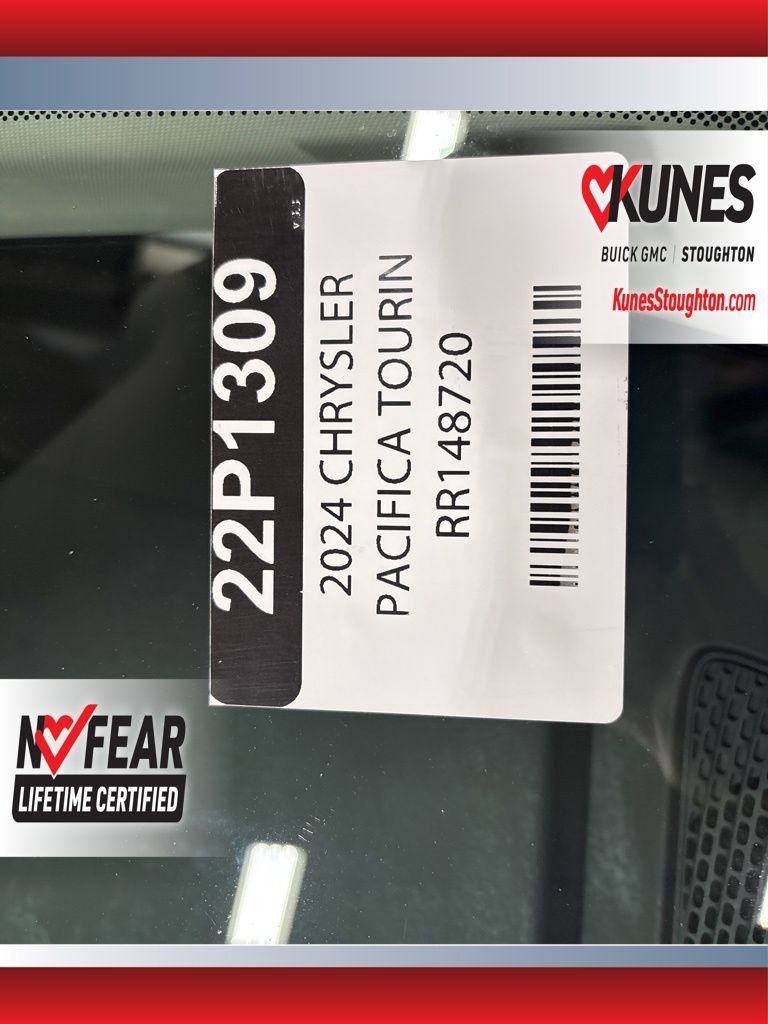 KUNES
BUICK GMC | STOUGHTON
KunesStoughton.com
22P1309
2024 CHRYSLER
PACIFICA TOURIN
RR148720
NO FEAR
LIFETIME CERTIFIED